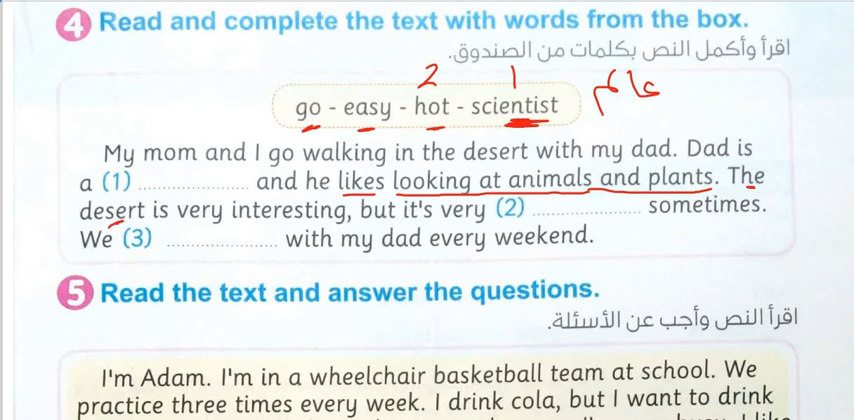 4 Read and complete the text with words from the box.
اقرأ وأكمل النص بكلمات من الصندوق.
2 1
go - easy - hot - scientist عالم
My mom and I go walking in the desert with my dad. Dad is
a (1) .................... and he likes looking at animals and plants. The
desert is very interesting, but it's very (2) .................... sometimes.
We (3) .................... with my dad every weekend.
5 Read the text and answer the questions.
اقرأ النص وأجب عن الأسئلة.
I'm Adam. I'm in a wheelchair basketball team at school. We
practice three times every week. I drink cola, but I want to drink